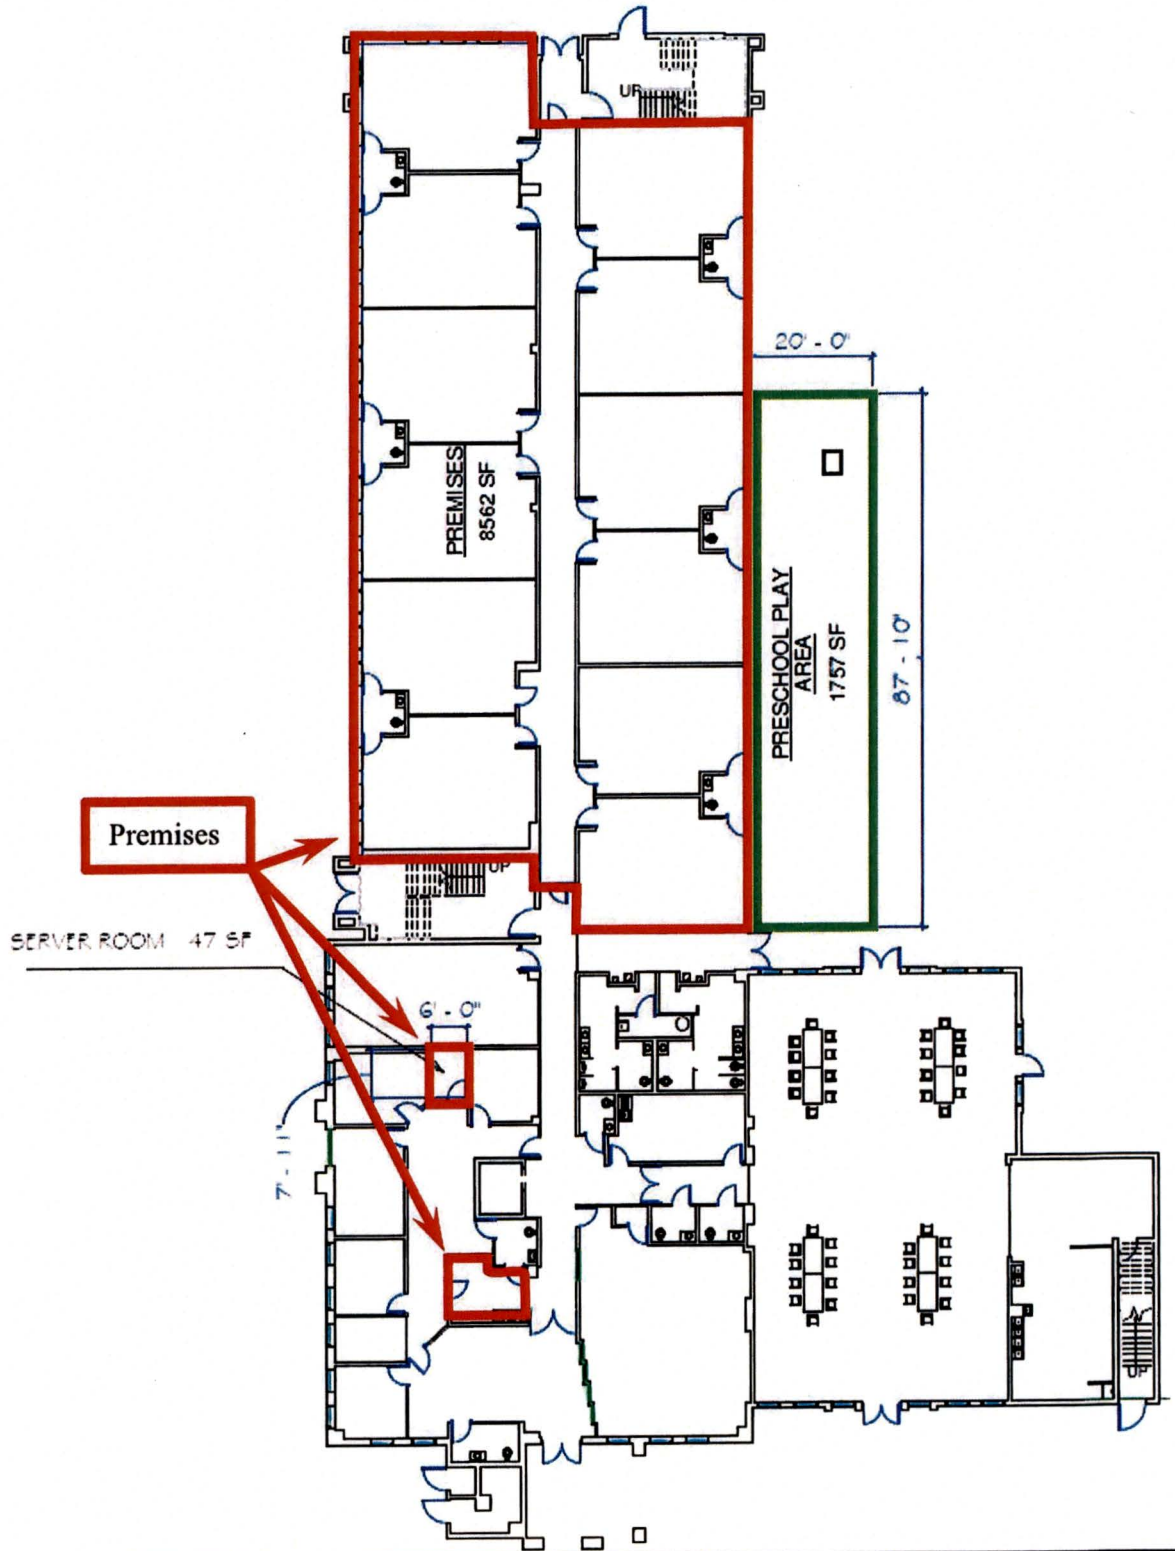 UP
20' - 0"
PREMISES
8562 SF
PRESCHOOL PLAY
AREA
1757 SF
87' - 10"
Premises
UP
SERVER ROOM 47 SF
6' - 0"
7' - 11"
UP